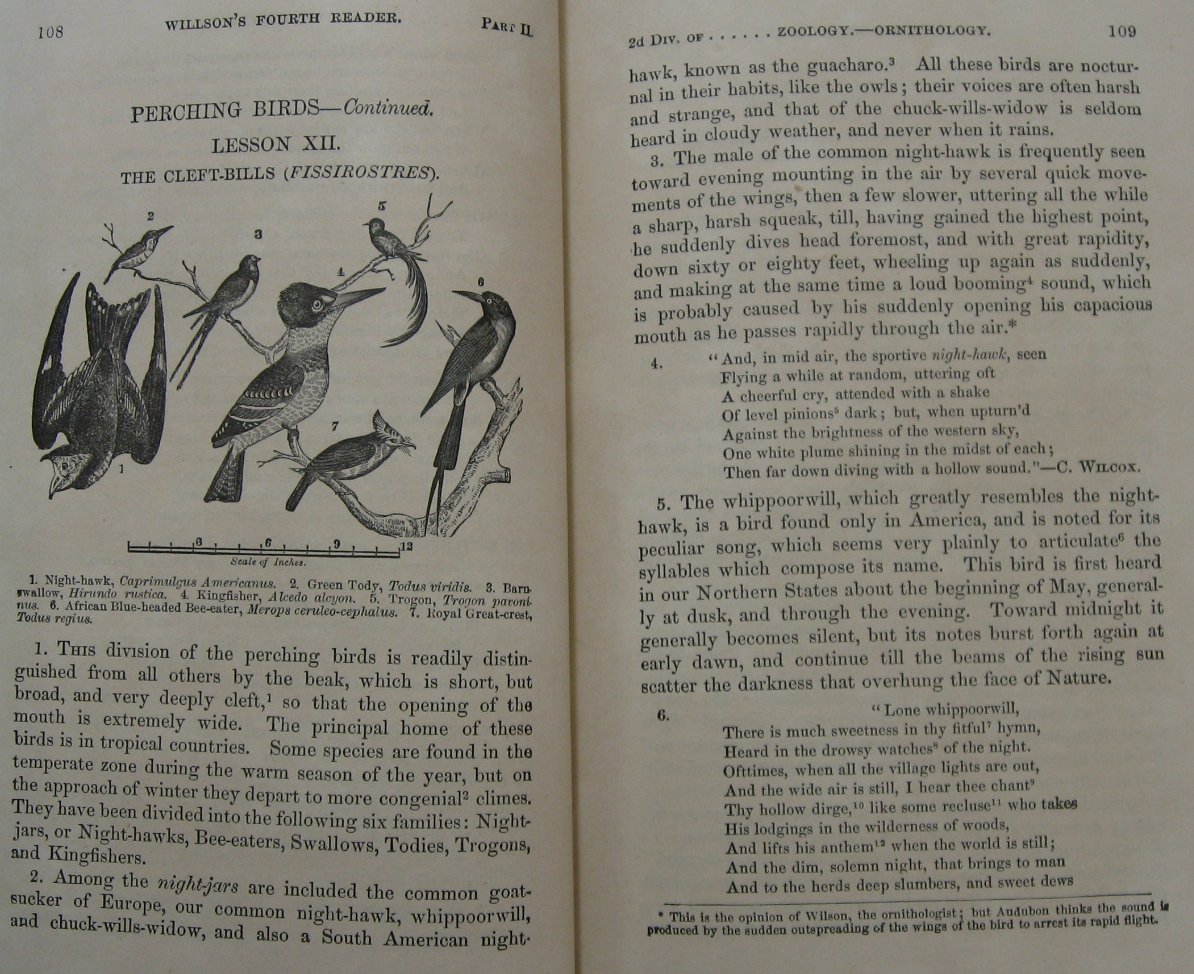 108 WILLSON'S FOURTH READER. PART II.
PERCHING BIRDS—Continued.
LESSON XII.
THE CLEFT-BILLS (FISSIROSTRES).
2
5
3
4
6
7
1
3 6 9 12
Scale of Inches.
1. Night-hawk, Caprimulgus Americanus. 2. Green Tody, Todus viridis. 3. Barn-
swallow, Hirundo rustica. 4. Kingfisher, Alcedo alcyon. 5. Trogon, Trogon pavoni-
nus. 6. African Blue-headed Bee-eater, Merops ceruleo-cephalus. 7. Royal Great-crest,
Todus regius.
1. THIS division of the perching birds is readily distin-
guished from all others by the beak, which is short, but
broad, and very deeply cleft,¹ so that the opening of the
mouth is extremely wide. The principal home of these
birds is in tropical countries. Some species are found in the
temperate zone during the warm season of the year, but on
the approach of winter they depart to more congenial² climes.
They have been divided into the following six families: Night-
jars, or Night-hawks, Bee-eaters, Swallows, Todies, Trogons,
and Kingfishers.
2. Among the night-jars are included the common goat-
sucker of Europe, our common night-hawk, whippoorwill,
and chuck-wills-widow, and also a South American night-
2d DIV. OF . . . . . . ZOOLOGY.—ORNITHOLOGY. 109
hawk, known as the guacharo.³ All these birds are noctur-
nal in their habits, like the owls; their voices are often harsh
and strange, and that of the chuck-wills-widow is seldom
heard in cloudy weather, and never when it rains.
3. The male of the common night-hawk is frequently seen
toward evening mounting in the air by several quick move-
ments of the wings, then a few slower, uttering all the while
a sharp, harsh squeak, till, having gained the highest point,
he suddenly dives head foremost, and with great rapidity,
down sixty or eighty feet, wheeling up again as suddenly,
and making at the same time a loud booming⁴ sound, which
is probably caused by his suddenly opening his capacious
mouth as he passes rapidly through the air.*
4. "And, in mid air, the sportive night-hawk, seen
Flying a while at random, uttering oft
A cheerful cry, attended with a shake
Of level pinions⁵ dark; but, when upturn'd
Against the brightness of the western sky,
One white plume shining in the midst of each;
Then far down diving with a hollow sound."—C. WILCOX.
5. The whippoorwill, which greatly resembles the night-
hawk, is a bird found only in America, and is noted for its
peculiar song, which seems very plainly to articulate⁶ the
syllables which compose its name. This bird is first heard
in our Northern States about the beginning of May, general-
ly at dusk, and through the evening. Toward midnight it
generally becomes silent, but its notes burst forth again at
early dawn, and continue till the beams of the rising sun
scatter the darkness that overhung the face of Nature.
6. "Lone whippoorwill,
There is much sweetness in thy fitful⁷ hymn,
Heard in the drowsy watches⁸ of the night.
Ofttimes, when all the village lights are out,
And the wide air is still, I hear thee chant⁹
Thy hollow dirge,¹⁰ like some recluse¹¹ who takes
His lodgings in the wilderness of woods,
And lifts his anthem¹² when the world is still;
And the dim, solemn night, that brings to man
And to the herds deep slumbers, and sweet dews
* This is the opinion of Wilson, the ornithologist; but Audubon thinks the sound is
produced by the sudden outspreading of the wings of the bird to arrest its rapid flight.